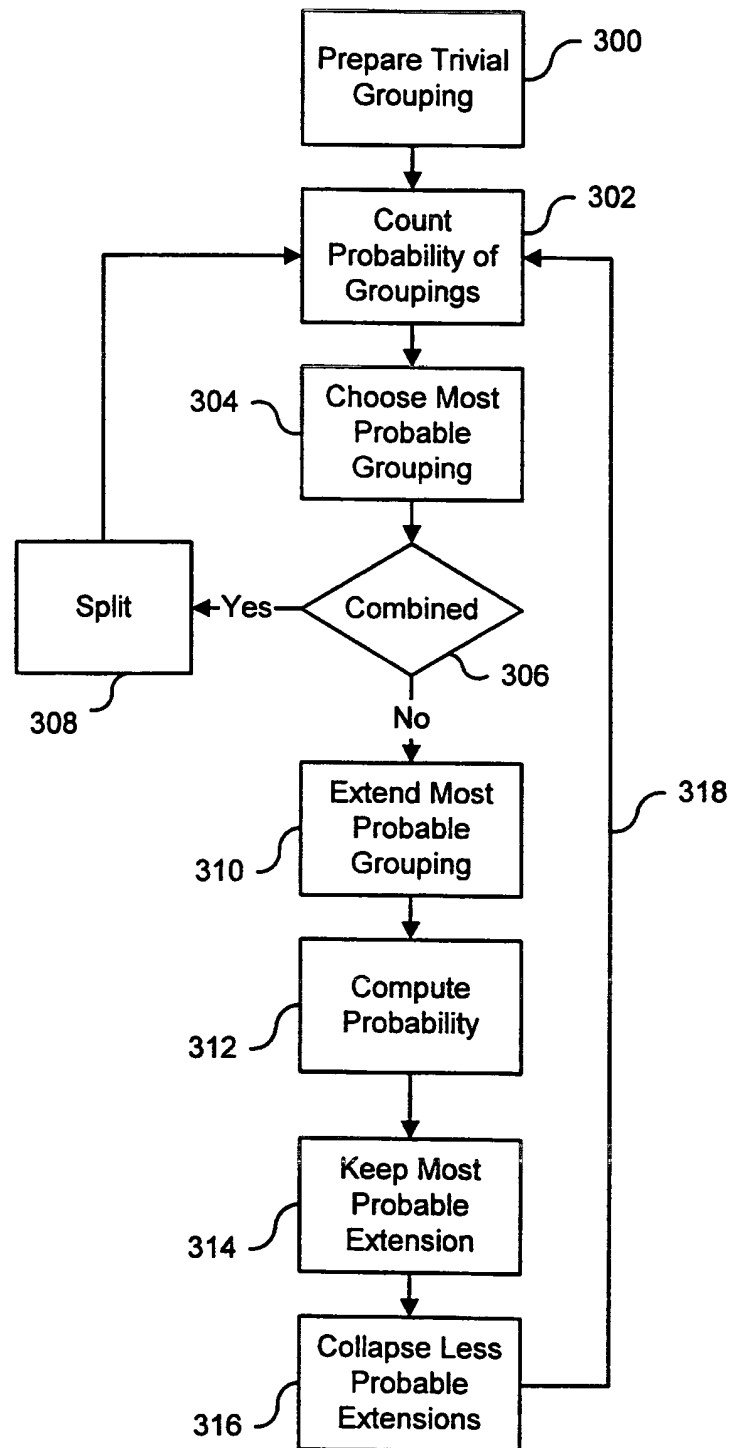 Prepare Trivial
Grouping
300
Count
Probability of
Groupings
302
304
Choose Most
Probable
Grouping
Split
Yes
Combined
308
306
No
Extend Most
Probable
Grouping
310
318
Compute
Probability
312
Keep Most
Probable
Extension
314
Collapse Less
Probable
Extensions
316